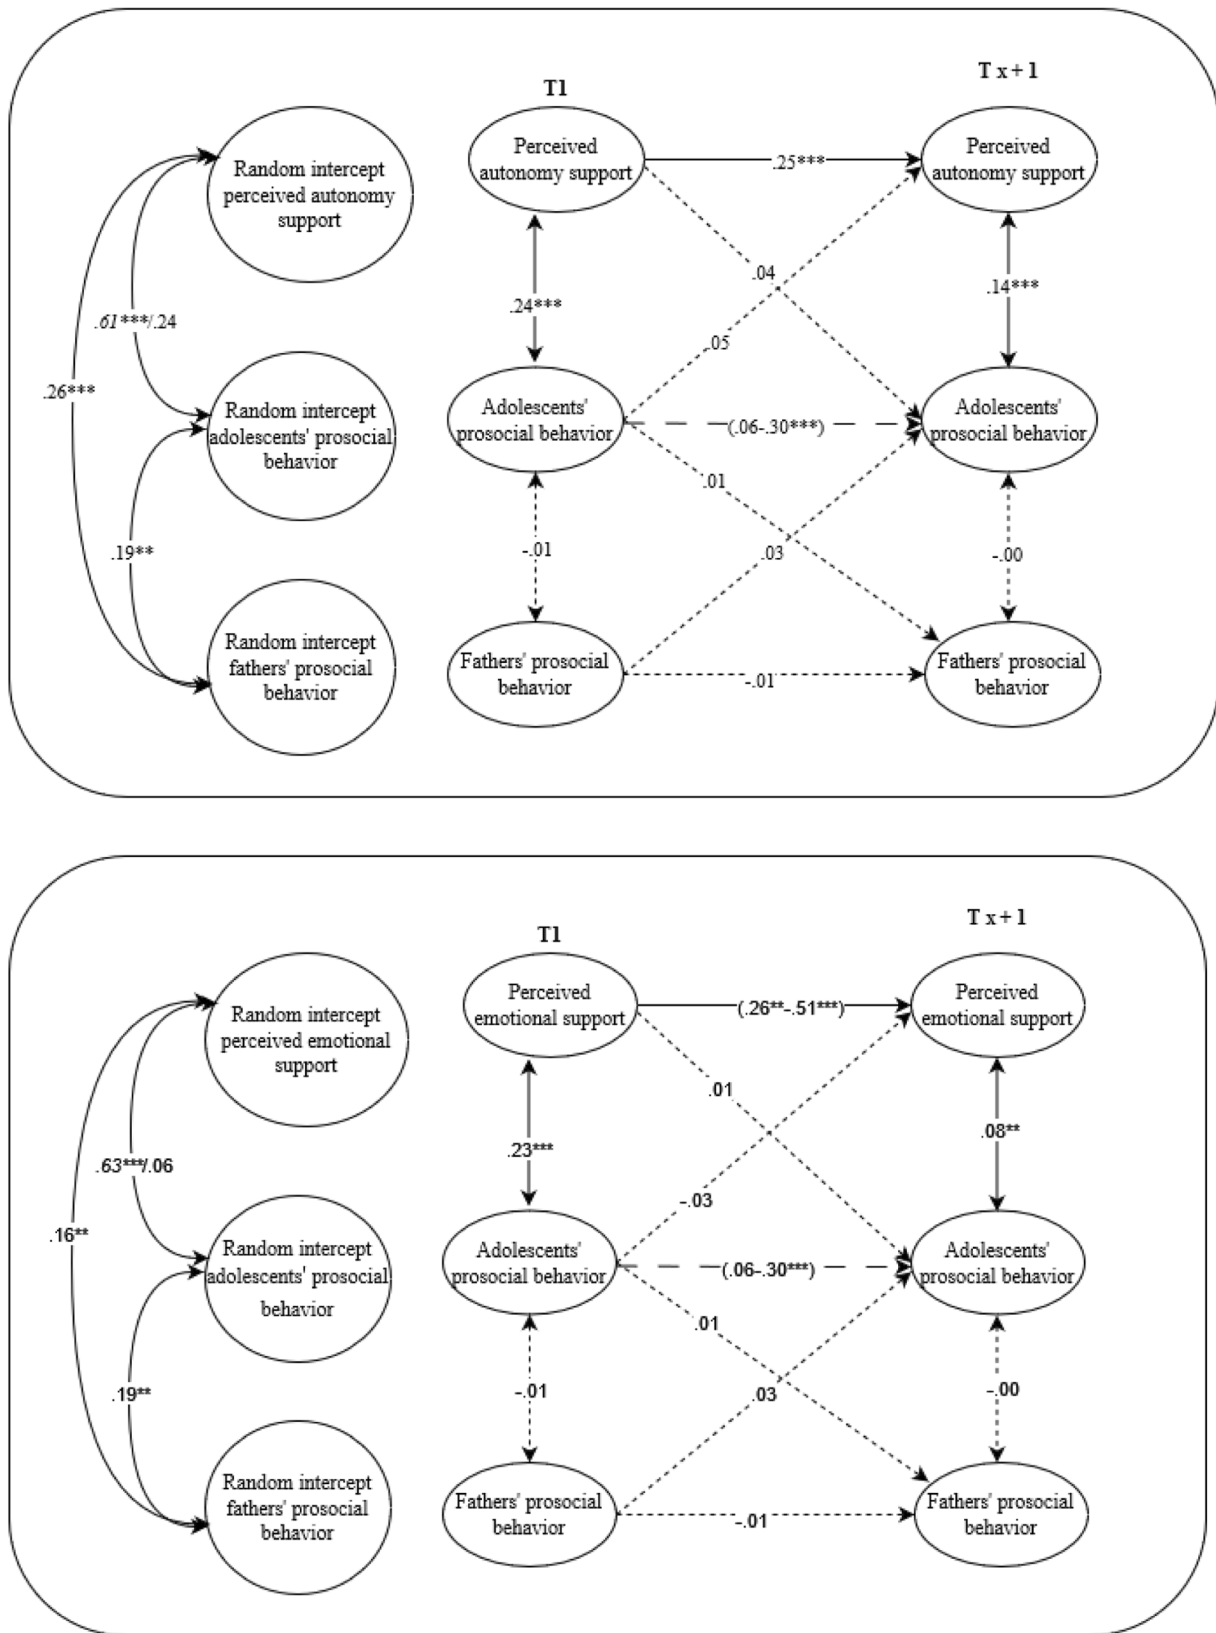 T x + 1
T1
Perceived
autonomy support
Perceived
autonomy support
Random intercept
perceived autonomy
support
.25***
.04
.14***
.24***
.61***/.24
.05
.26***
Random intercept
adolescents' prosocial
behavior
Adolescents'
prosocial behavior
(.06-.30***)
Adolescents'
prosocial behavior
.01
.19**
-.01
.03
-.00
Random intercept
fathers' prosocial
behavior
Fathers' prosocial
behavior
-.01
Fathers' prosocial
behavior
T x + 1
T1
Perceived
emotional support
(.26**-.51***)
Perceived
emotional support
Random intercept
perceived emotional
support
.01
.08**
.23***
.63***/.06
-.03
.16**
Random intercept
adolescents' prosocial
behavior
Adolescents'
prosocial behavior
(.06-.30***)
Adolescents'
prosocial behavior
.01
.19**
-.01
.03
-.00
Random intercept
fathers' prosocial
behavior
Fathers' prosocial
behavior
-.01
Fathers' prosocial
behavior